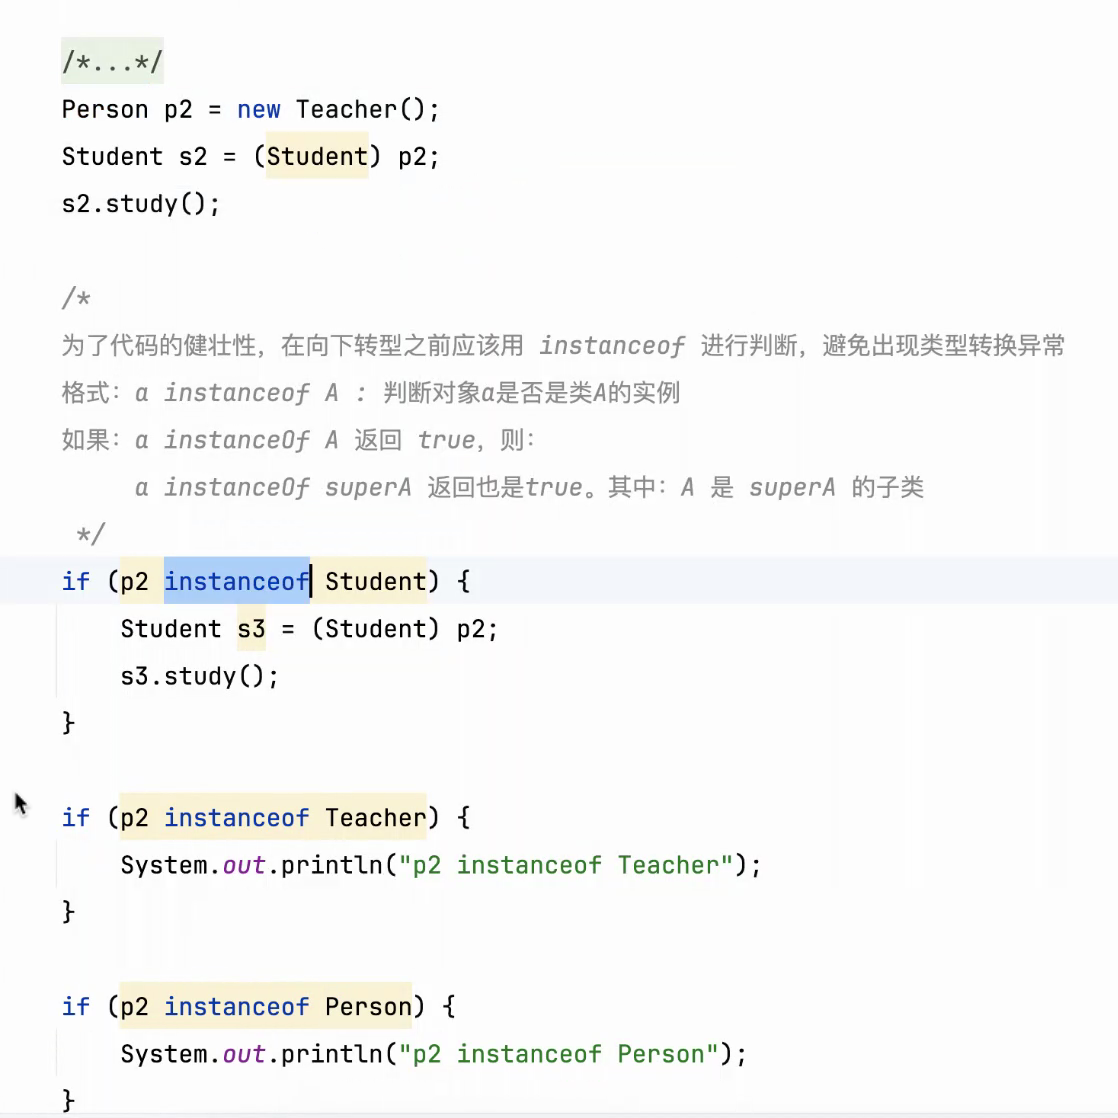 /*...*/
Person p2 = new Teacher();
Student s2 = (Student) p2;
s2.study();
/*
为了代码的健壮性，在向下转型之前应该用 instanceof 进行判断，避免出现类型转换异常
格式：a instanceof A : 判断对象a是否是类A的实例
如果：a instanceOf A 返回 true，则：
a instanceOf superA 返回也是true。其中：A 是 superA 的子类
*/
if (p2 instanceof Student) {
Student s3 = (Student) p2;
s3.study();
}
if (p2 instanceof Teacher) {
System.out.println("p2 instanceof Teacher");
}
if (p2 instanceof Person) {
System.out.println("p2 instanceof Person");
}